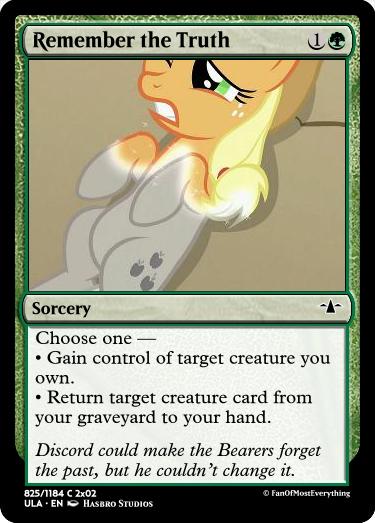 Remember the Truth 1
Sorcery
Choose one —
• Gain control of target creature you
own.
• Return target creature card from
your graveyard to your hand.
Discord could make the Bearers forget
the past, but he couldn't change it.
825/1184 C 2x02
ULA • EN Hasbro Studios
© FanOfMostEverything